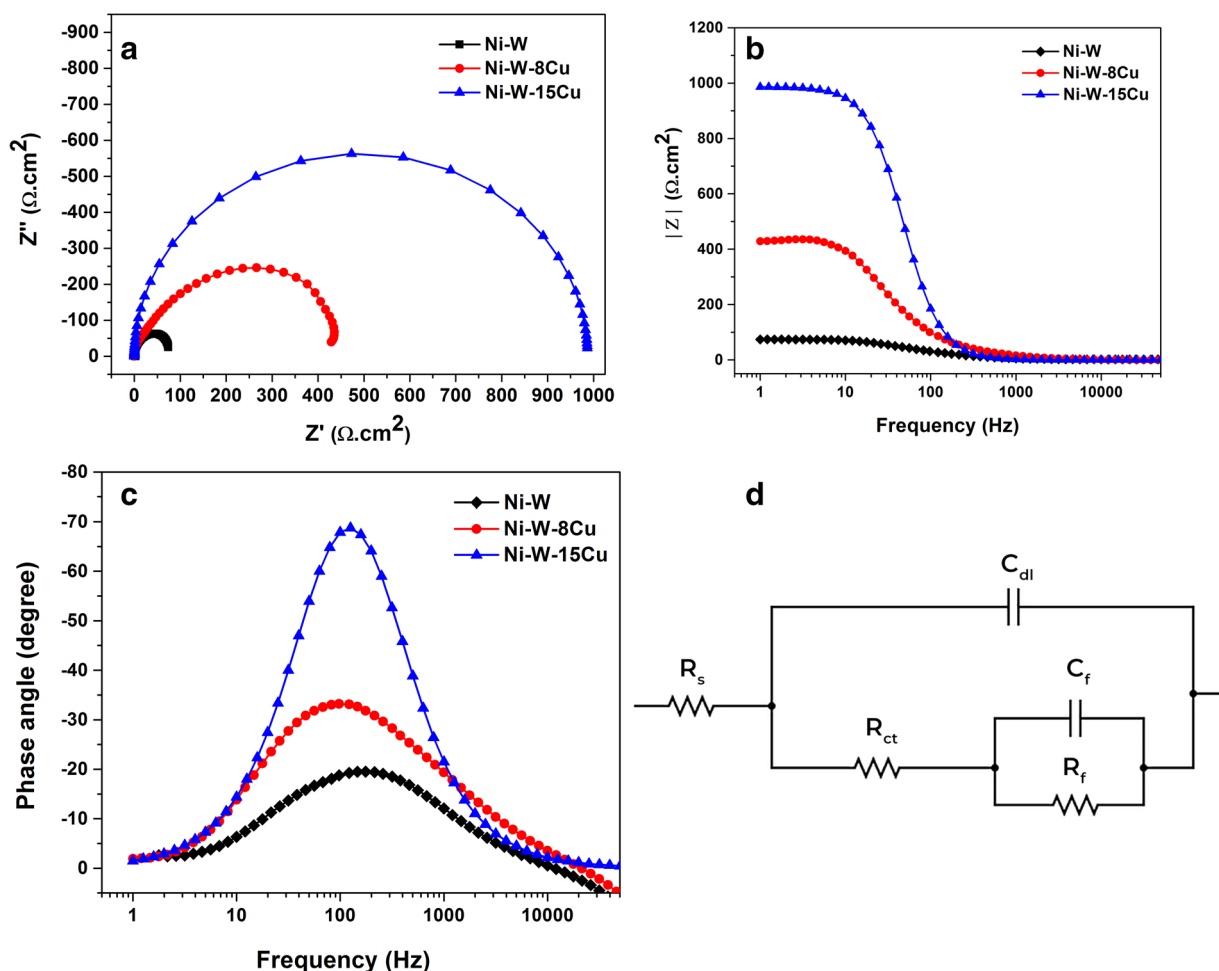 a
Ni-W
Ni-W-8Cu
Ni-W-15Cu
-900
-800
-700
-600
-500
-400
-300
-200
-100
0
Z'' (Ω.cm2)
0 100 200 300 400 500 600 700 800 900 1000
Z' (Ω.cm2)
b
Ni-W
Ni-W-8Cu
Ni-W-15Cu
1200
1000
800
600
400
200
0
| Z | (Ω.cm2)
1 10 100 1000 10000
Frequency (Hz)
c
Ni-W
Ni-W-8Cu
Ni-W-15Cu
-80
-70
-60
-50
-40
-30
-20
-10
0
Phase angle (degree)
1 10 100 1000 10000
Frequency (Hz)
d
Cdl
Rs
Cf
Rct
Rf